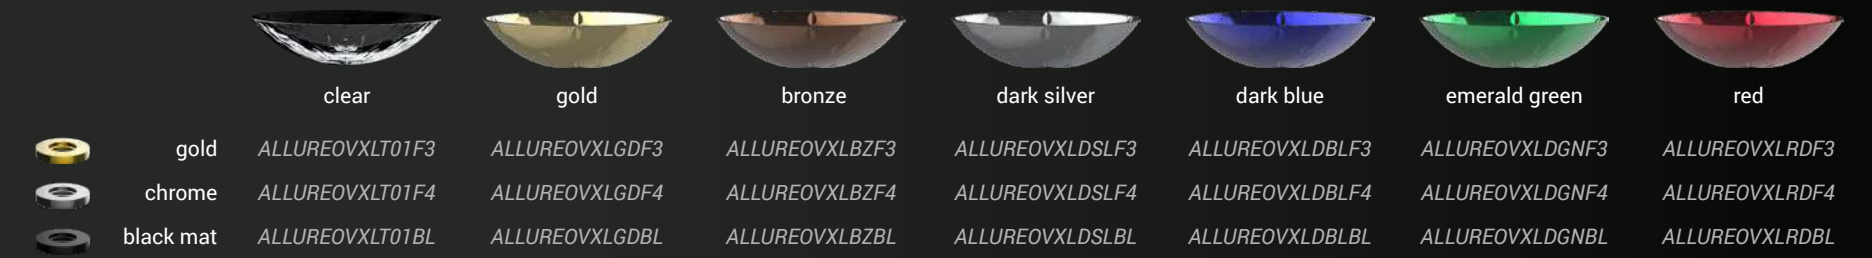 clear gold bronze dark silver dark blue emerald green red
gold ALLUREOVXLT01F3 ALLUREOVXLGDF3 ALLUREOVXLBZF3 ALLUREOVXLDSLF3 ALLUREOVXLDBLF3 ALLUREOVXLDGNF3 ALLUREOVXLRDF3
chrome ALLUREOVXLT01F4 ALLUREOVXLGDF4 ALLUREOVXLBZF4 ALLUREOVXLDSLF4 ALLUREOVXLDBLF4 ALLUREOVXLDGNF4 ALLUREOVXLRDF4
black mat ALLUREOVXLT01BL ALLUREOVXLGDBL ALLUREOVXLBZBL ALLUREOVXLDSLBL ALLUREOVXLDBLBL ALLUREOVXLDGNBL ALLUREOVXLRDBL